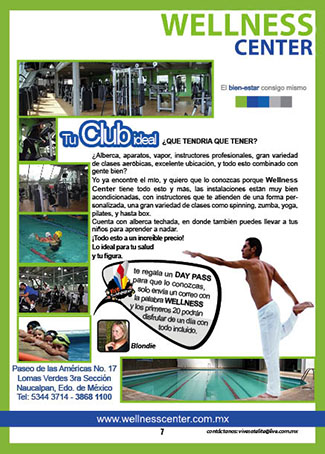 WELLNESS
CENTER
El bien-estar consigo mismo
Tu Club ideal ¿QUE TENDRIA QUE TENER?
¿Alberca, aparatos, vapor, instructores profesionales, gran variedad
de clases aeróbicas, excelente ubicación, y todo esto combinado con
gente bien?
Yo ya encontre el mío, y quiero que lo conozcas porque Wellness
Center tiene todo esto y más, las instalaciones están muy bien
acondicionadas, con instructores que te atienden de una forma per-
sonalizada, una gran variedad de clases como spinning, zumba, yoga,
pilates, y hasta box.
Cuenta con alberca techada, en donde también puedes llevar a tus
niños para aprender a nadar.
¡Todo esto a un increíble precio!
Lo ideal para tu salud
y tu figura.
te regala un DAY PASS
para que lo conozcas,
solo envía un correo con
la palabra WELLNESS
y los primeros 20 podrán
disfrutar de un día con
todo incluido.
Blondie
Paseo de las Américas No. 17
Lomas Verdes 3ra Sección
Naucalpan, Edo. de México
Tel: 5344 3714 - 3868 1100
www.wellnesscenter.com.mx
7
contáctanos: vivesatelite@live.com.mx